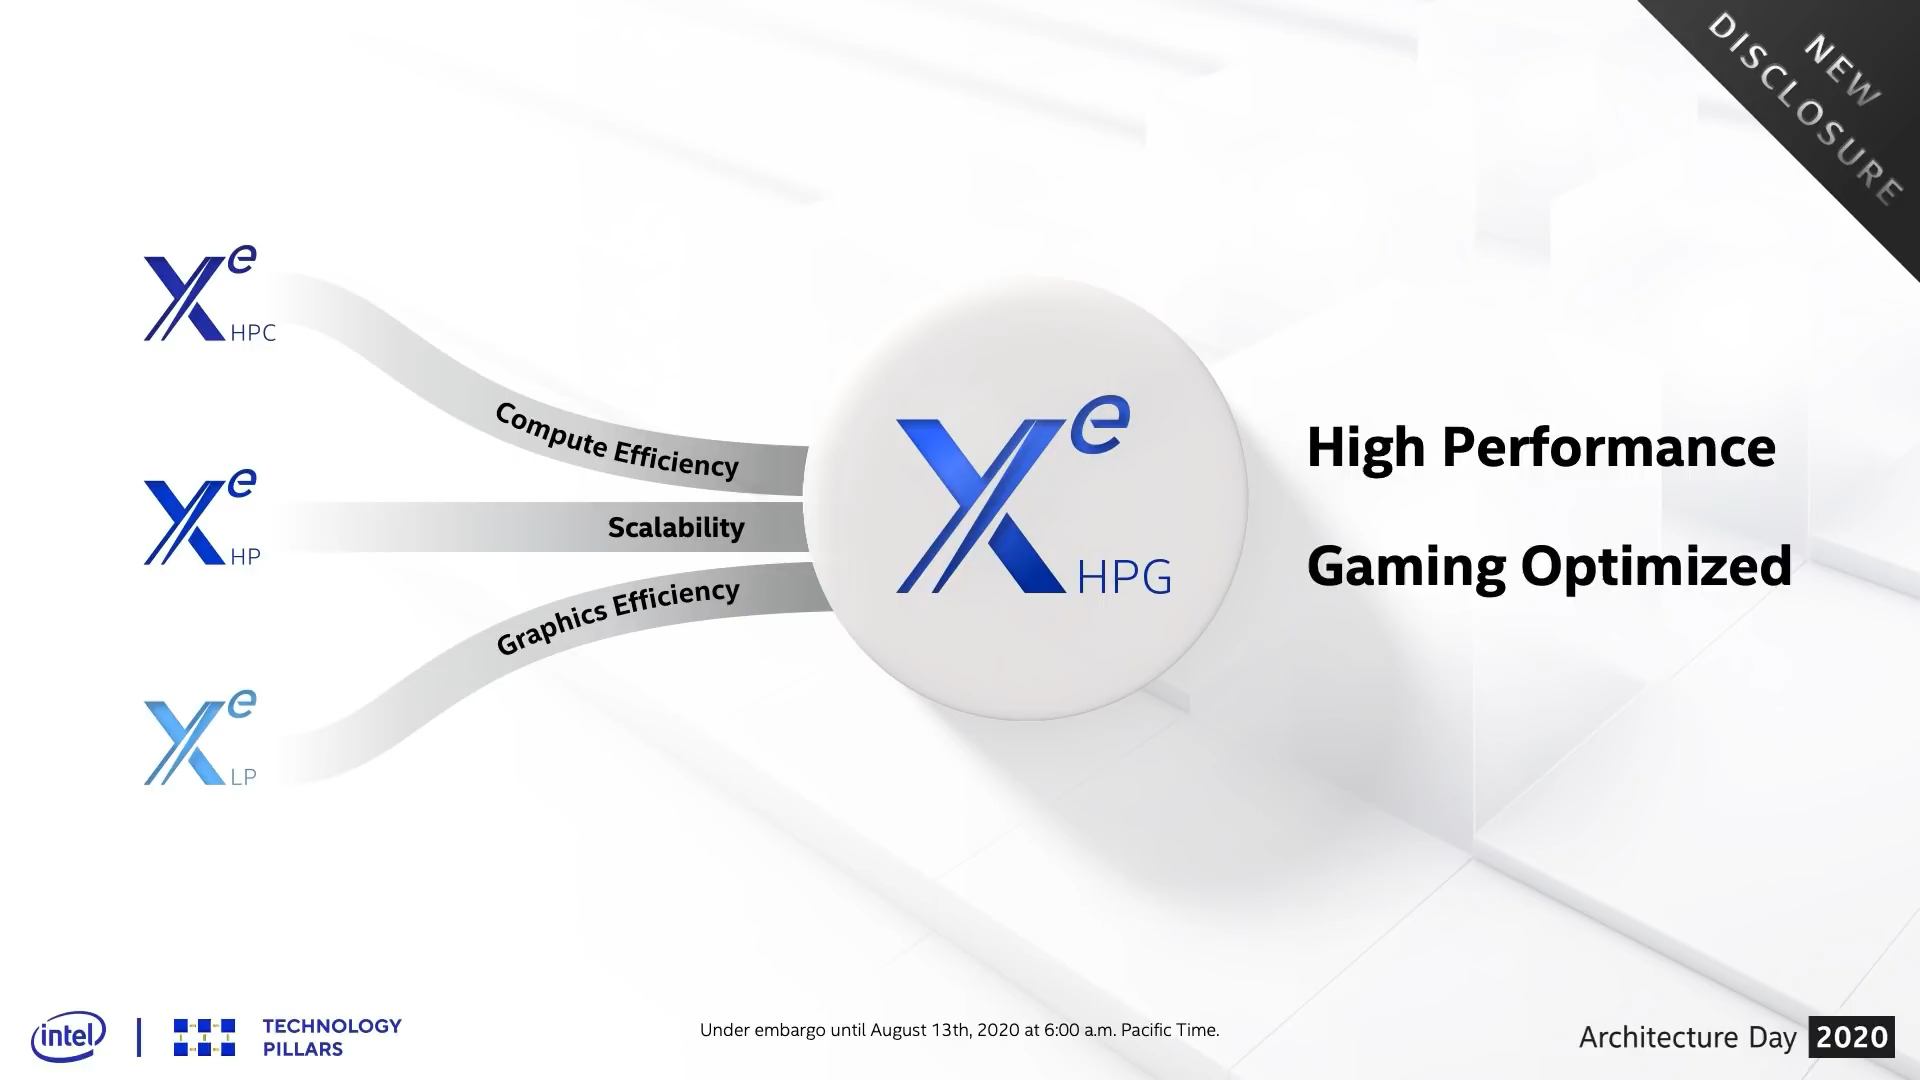 NEW
DISCLOSURE
Xe
HPC
Compute Efficiency
Xe
HP
Scalability
Xe
LP
Graphics Efficiency
Xe
HPG
High Performance
Gaming Optimized
intel
TECHNOLOGY
PILLARS
Under embargo until August 13th, 2020 at 6:00 a.m. Pacific Time.
Architecture Day 2020